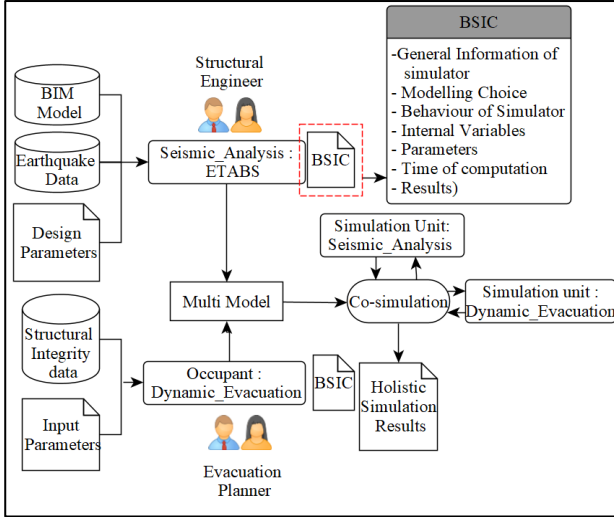 BSIC
-General Information of
simulator
- Modelling Choice
- Behaviour of Simulator
- Internal Variables
- Parameters
- Time of computation
- Results)
Structural
Engineer
BIM
Model
Earthquake
Data
Design
Parameters
Seismic_Analysis :
ETABS
BSIC
Simulation Unit:
Seismic_Analysis
Multi Model
Co-simulation
Simulation unit :
Dynamic_Evacuation
Structural
Integrity
data
Input
Parameters
Occupant :
Dynamic_Evacuation
BSIC
Holistic
Simulation
Results
Evacuation
Planner